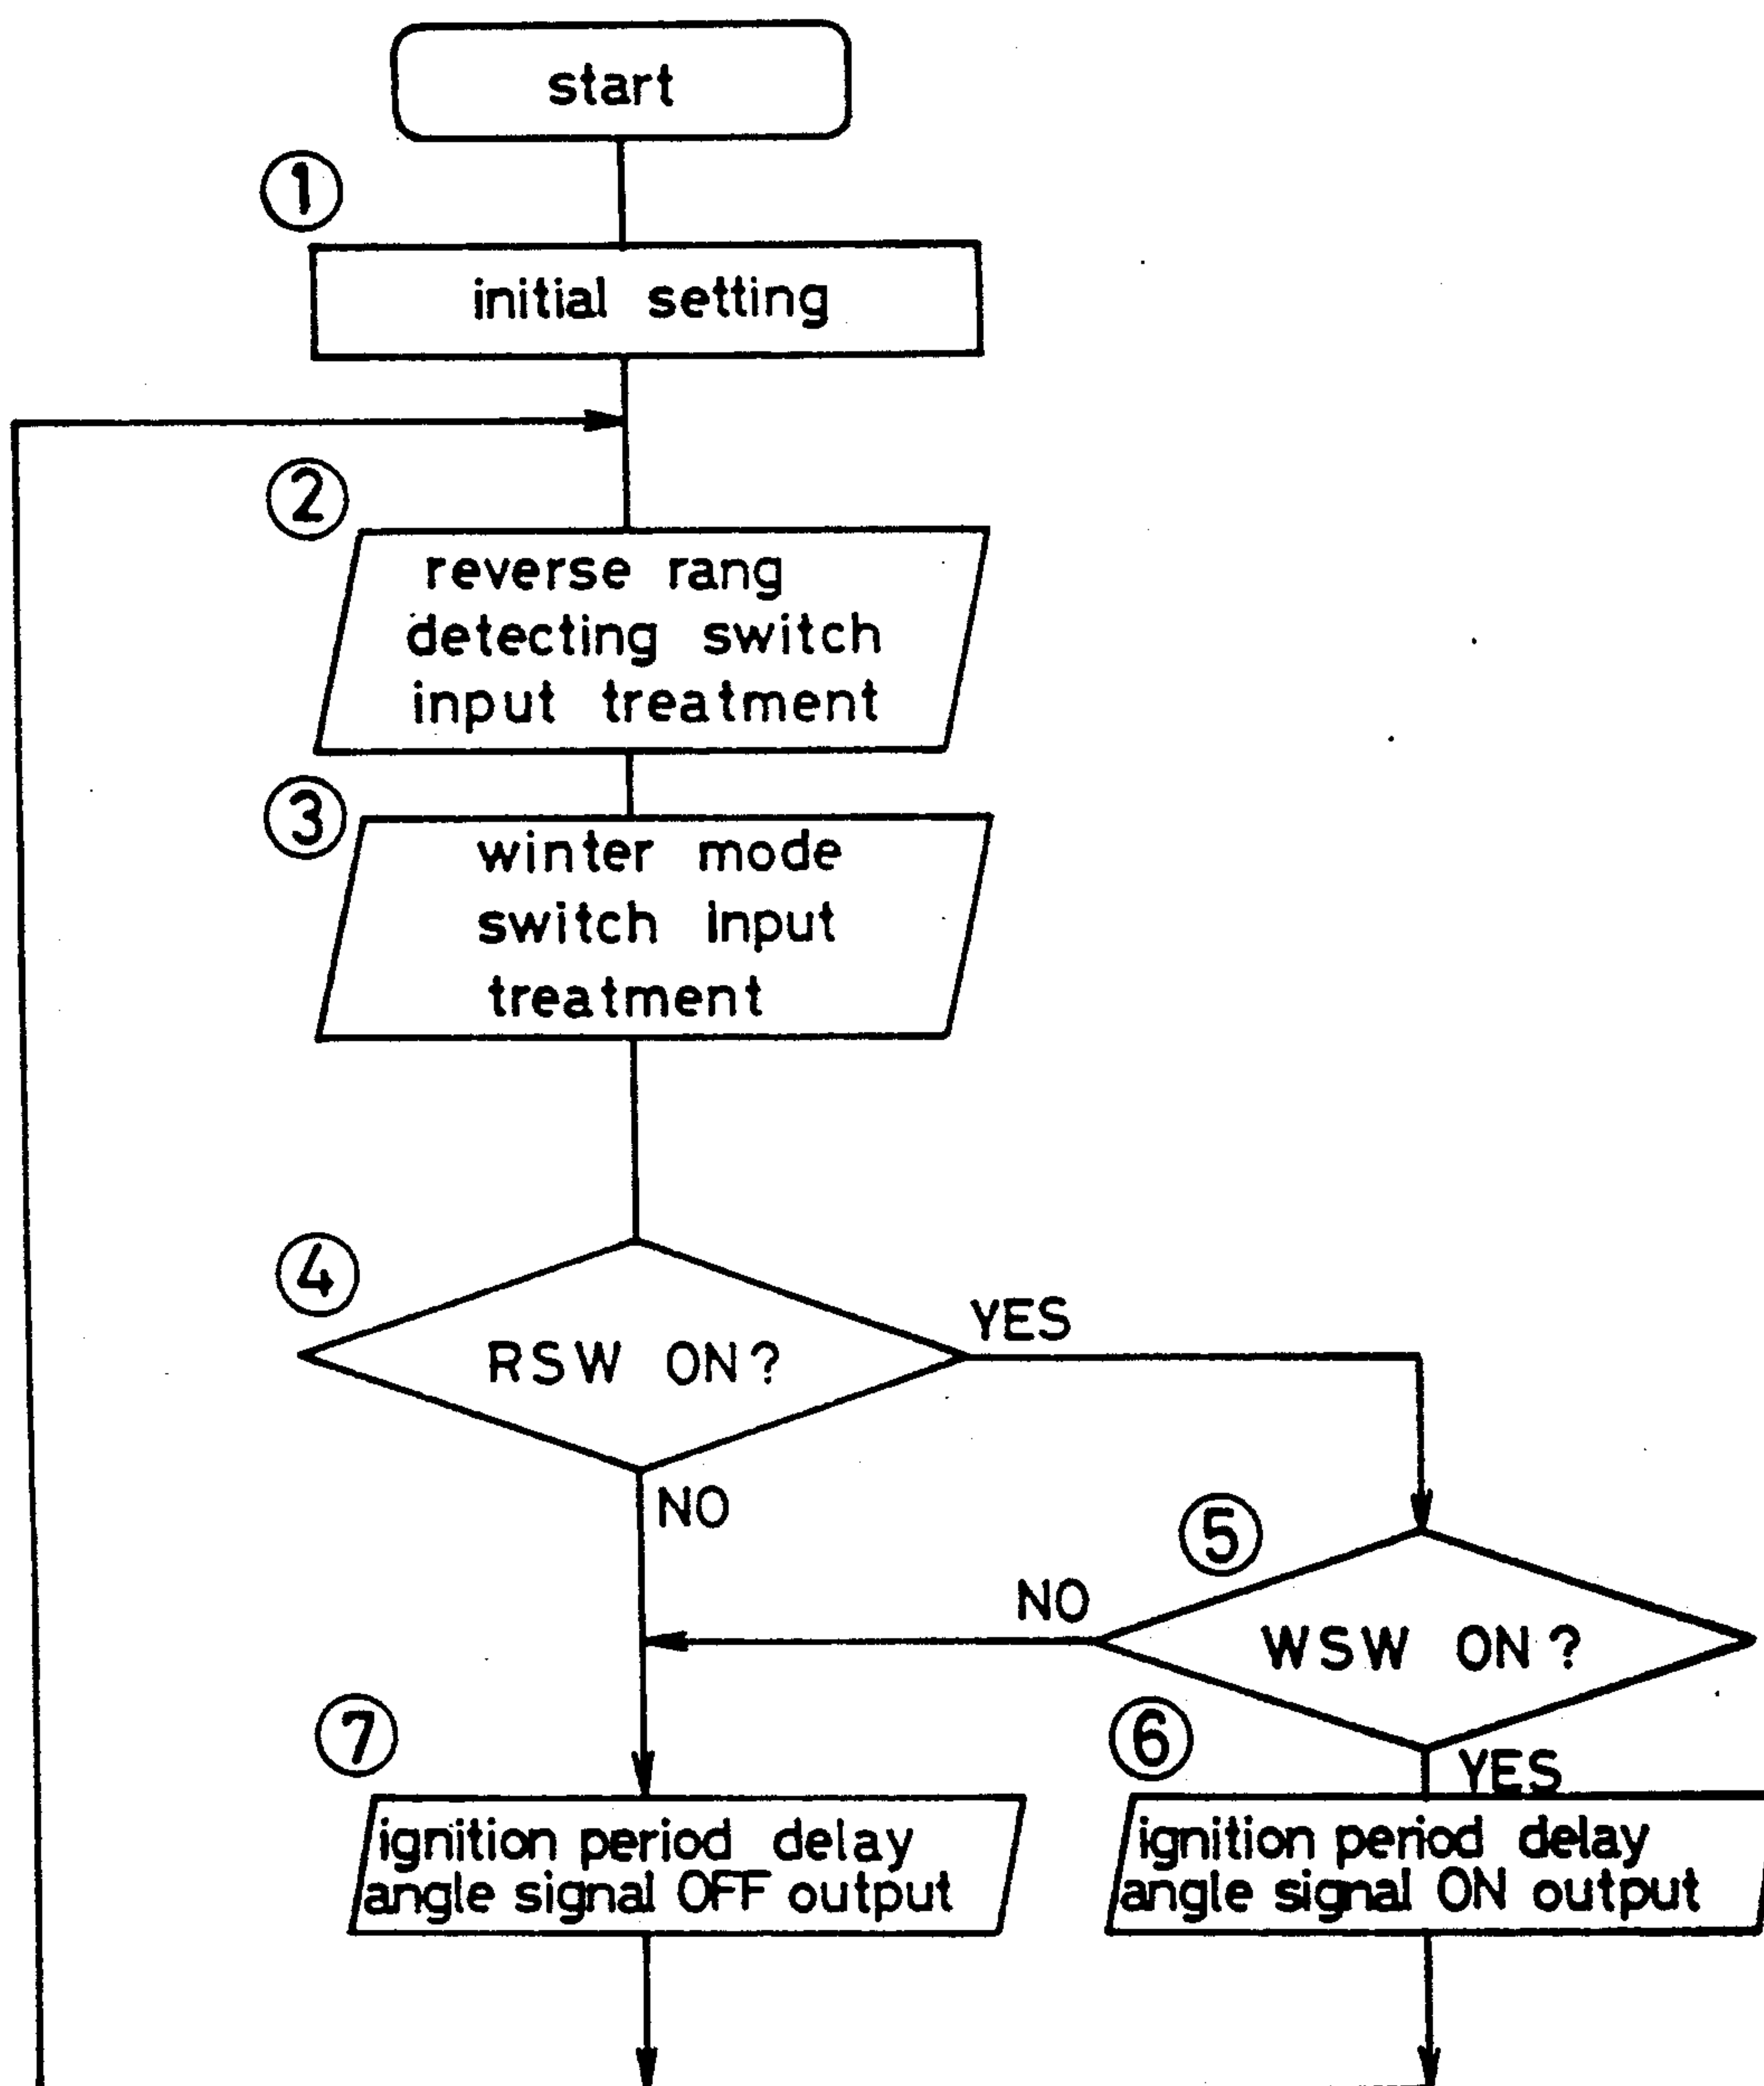 start
①
initial setting
②
reverse rang
detecting switch
input treatment
③
winter mode
switch input
treatment
④
RSW ON?
YES
NO
⑤
WSW ON?
NO
YES
⑦
ignition period delay
angle signal OFF output
⑥
ignition period delay
angle signal ON output